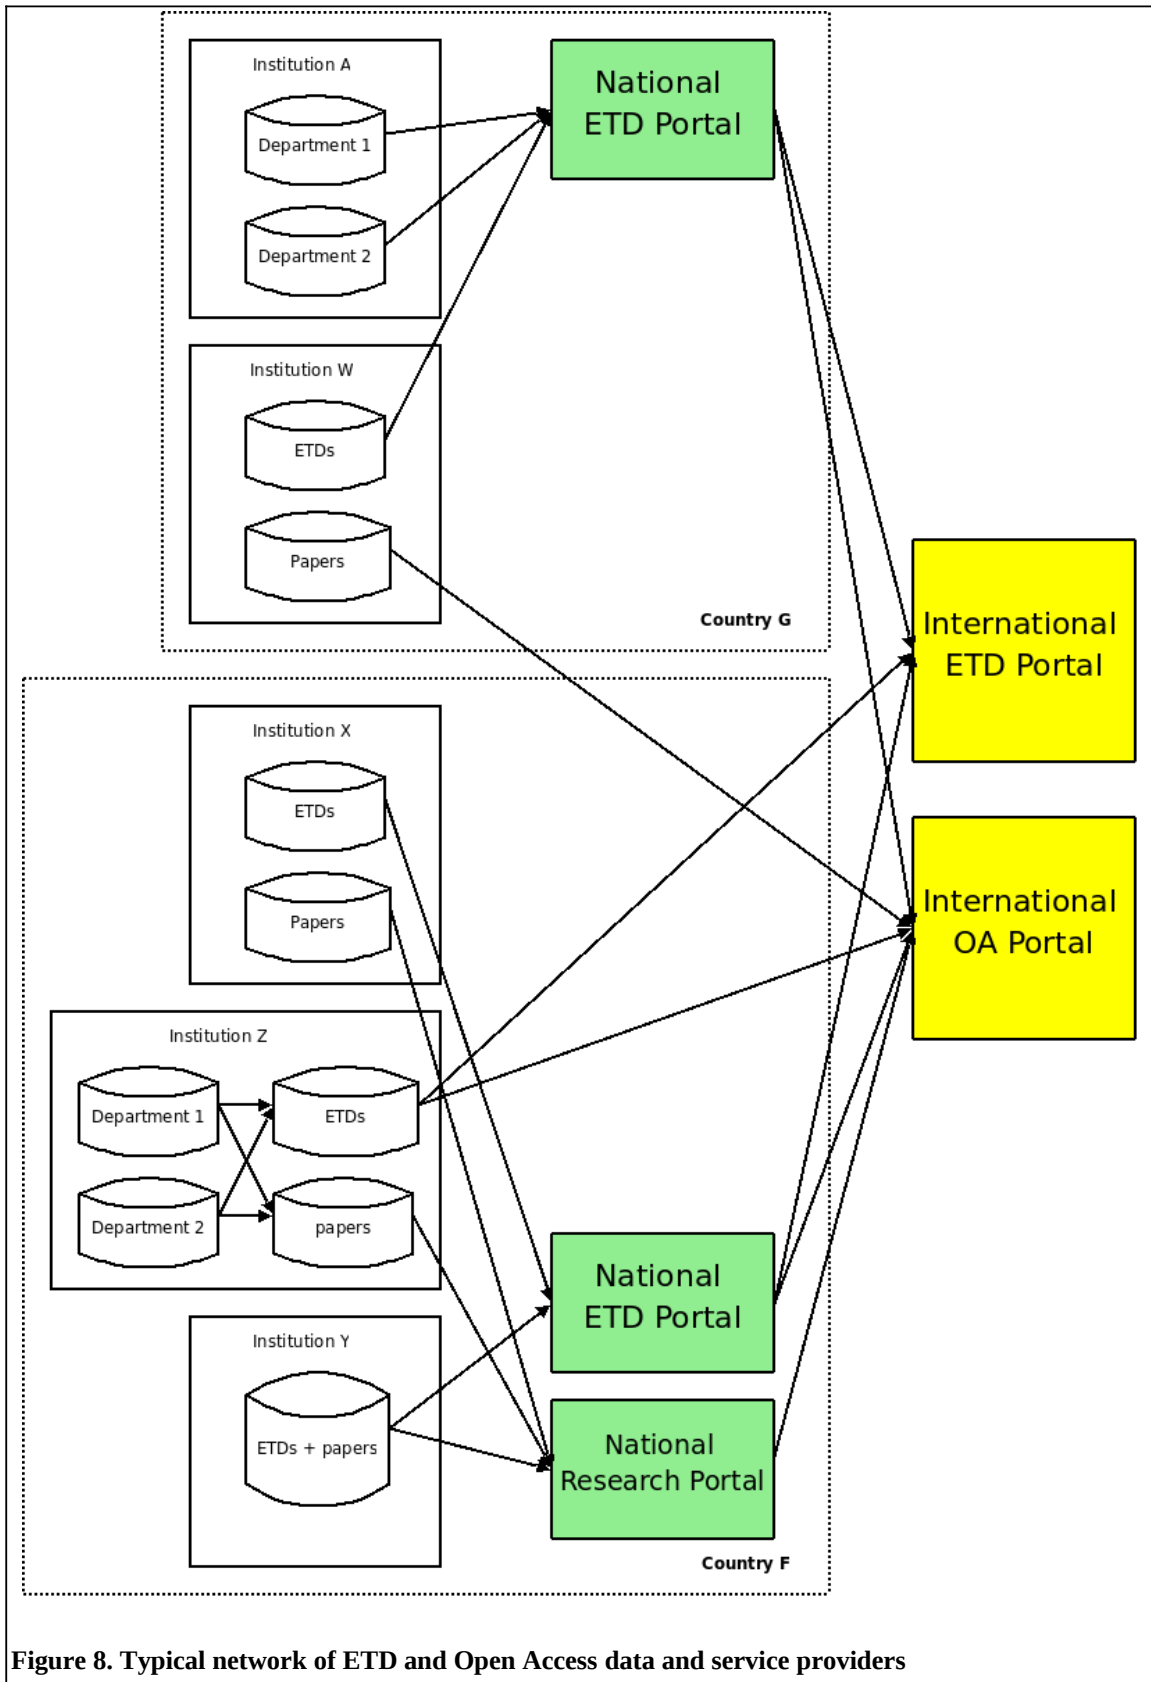 Institution A
Department 1
Department 2
National
ETD Portal
Institution W
ETDs
Papers
Country G
International
ETD Portal
International
OA Portal
Institution X
ETDs
Papers
Institution Z
Department 1
ETDs
Department 2
papers
National
ETD Portal
Institution Y
ETDs + papers
National
Research Portal
Country F
Figure 8. Typical network of ETD and Open Access data and service providers